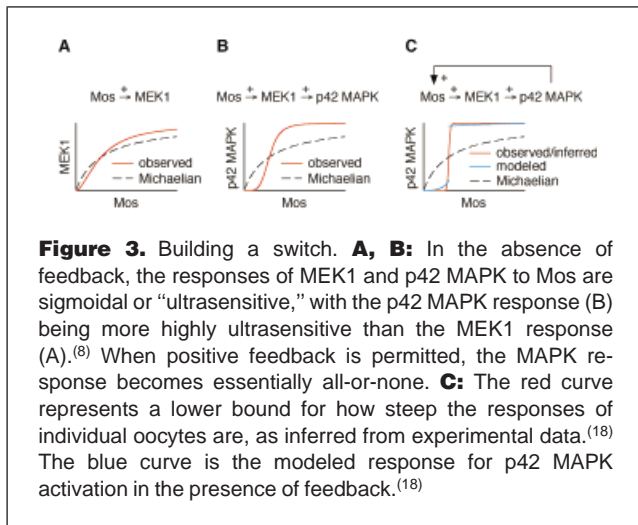 A
B
C
+
Mos → MEK1
+ +
Mos → MEK1 → p42 MAPK
+
+ +
Mos → MEK1 → p42 MAPK
MEK1
observed
Michaelian
Mos
p42 MAPK
observed
Michaelian
Mos
p42 MAPK
observed/inferred
modeled
Michaelian
Mos
Figure 3. Building a switch. A, B: In the absence of
feedback, the responses of MEK1 and p42 MAPK to Mos are
sigmoidal or “ultrasensitive,” with the p42 MAPK response (B)
being more highly ultrasensitive than the MEK1 response
(A).(8) When positive feedback is permitted, the MAPK re-
sponse becomes essentially all-or-none. C: The red curve
represents a lower bound for how steep the responses of
individual oocytes are, as inferred from experimental data.(18)
The blue curve is the modeled response for p42 MAPK
activation in the presence of feedback.(18)